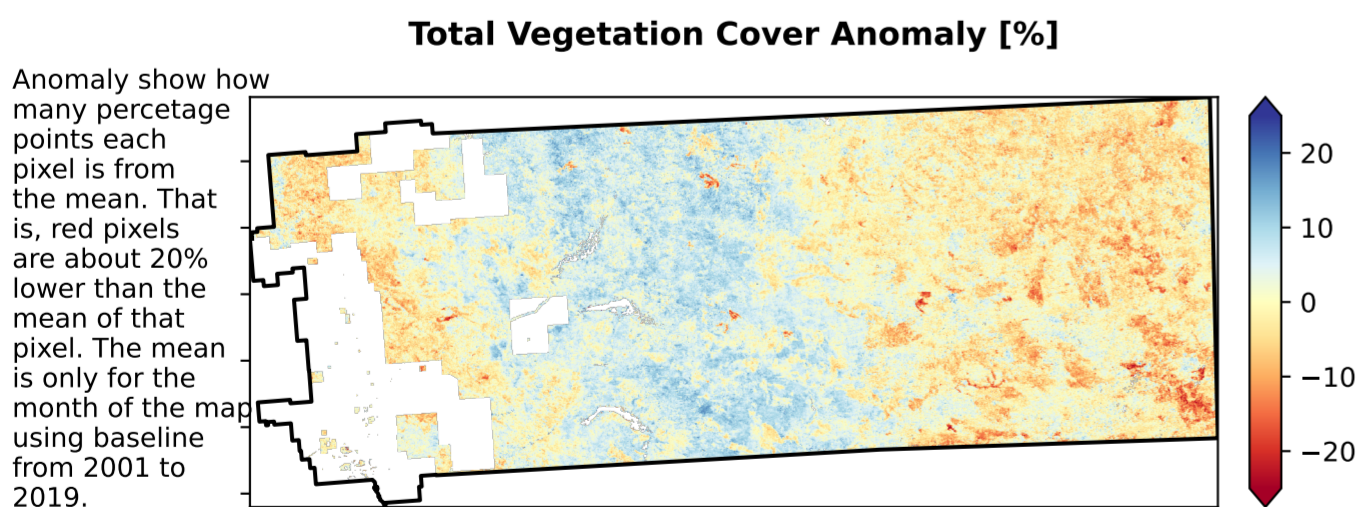 Total Vegetation Cover Anomaly [%]
Anomaly show how
many percetage
points each
pixel is from
the mean. That
is, red pixels
are about 20%
lower than the
mean of that
pixel. The mean
is only for the
month of the map
using baseline
from 2001 to
2019.
20
10
0
−10
−20